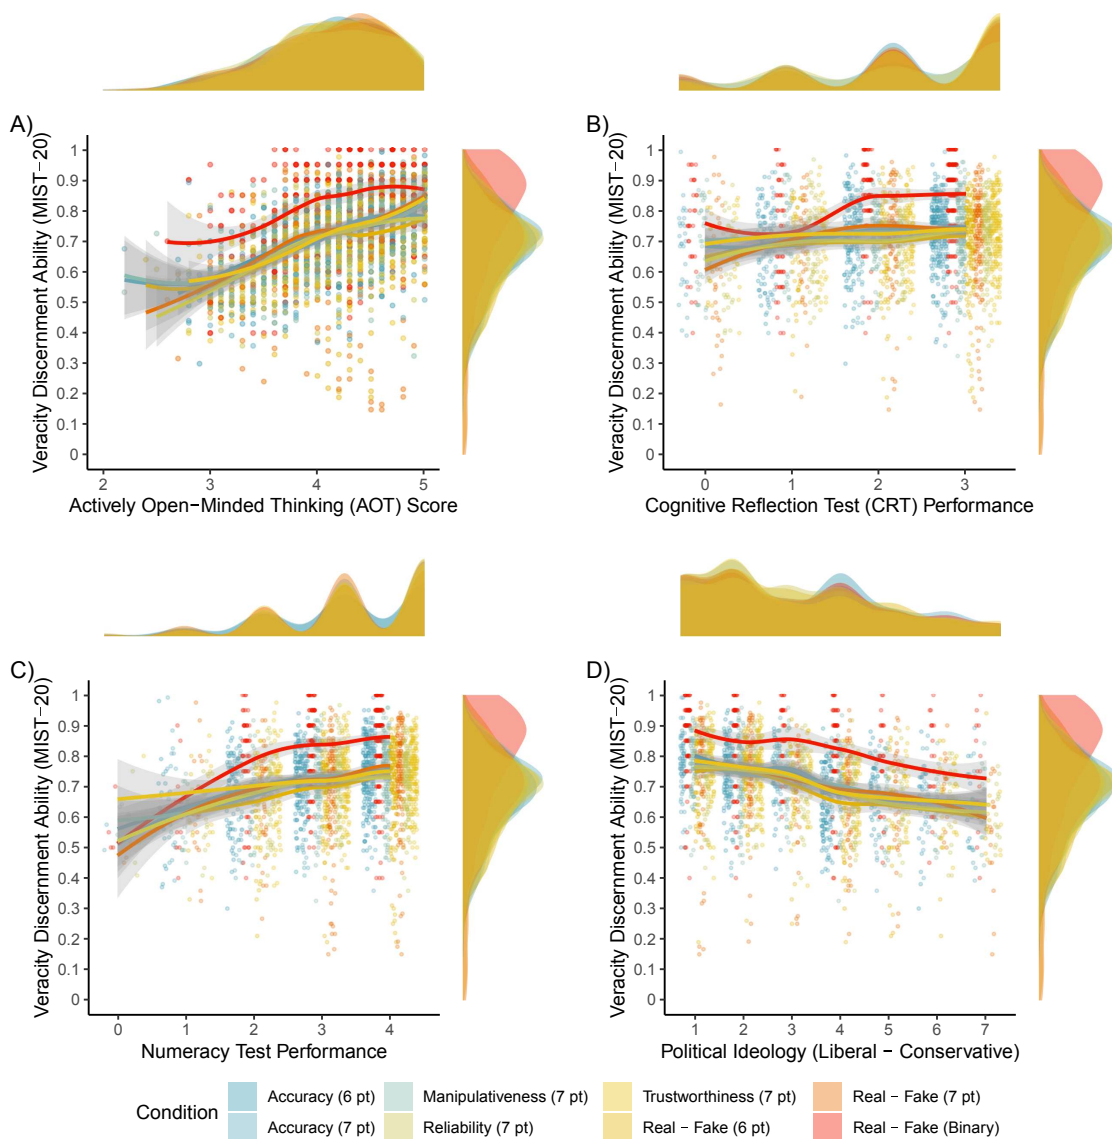 A)
Veracity Discernment Ability (MIST−20)
1
0.9
0.8
0.7
0.6
0.5
0.4
0.3
0.2
0.1
0
2 3 4 5
Actively Open−Minded Thinking (AOT) Score
B)
Veracity Discernment Ability (MIST−20)
1
0.9
0.8
0.7
0.6
0.5
0.4
0.3
0.2
0.1
0
0 1 2 3
Cognitive Reflection Test (CRT) Performance
C)
Veracity Discernment Ability (MIST−20)
1
0.9
0.8
0.7
0.6
0.5
0.4
0.3
0.2
0.1
0
0 1 2 3 4
Numeracy Test Performance
D)
Veracity Discernment Ability (MIST−20)
1
0.9
0.8
0.7
0.6
0.5
0.4
0.3
0.2
0.1
0
1 2 3 4 5 6 7
Political Ideology (Liberal − Conservative)
Condition
Accuracy (6 pt)
Accuracy (7 pt)
Manipulativeness (7 pt)
Reliability (7 pt)
Trustworthiness (7 pt)
Real − Fake (6 pt)
Real − Fake (7 pt)
Real − Fake (Binary)